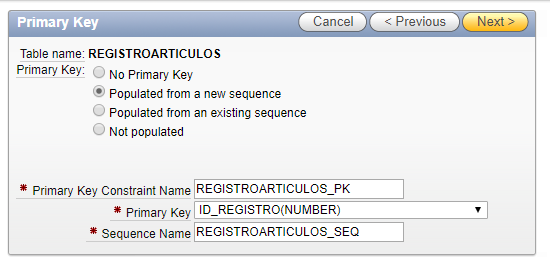 Primary Key
Cancel
< Previous
Next >
Table name: REGISTROARTICULOS
Primary Key:
No Primary Key
Populated from a new sequence
Populated from an existing sequence
Not populated
* Primary Key Constraint Name REGISTROARTICULOS_PK
* Primary Key ID_REGISTRO(NUMBER)
* Sequence Name REGISTROARTICULOS_SEQ